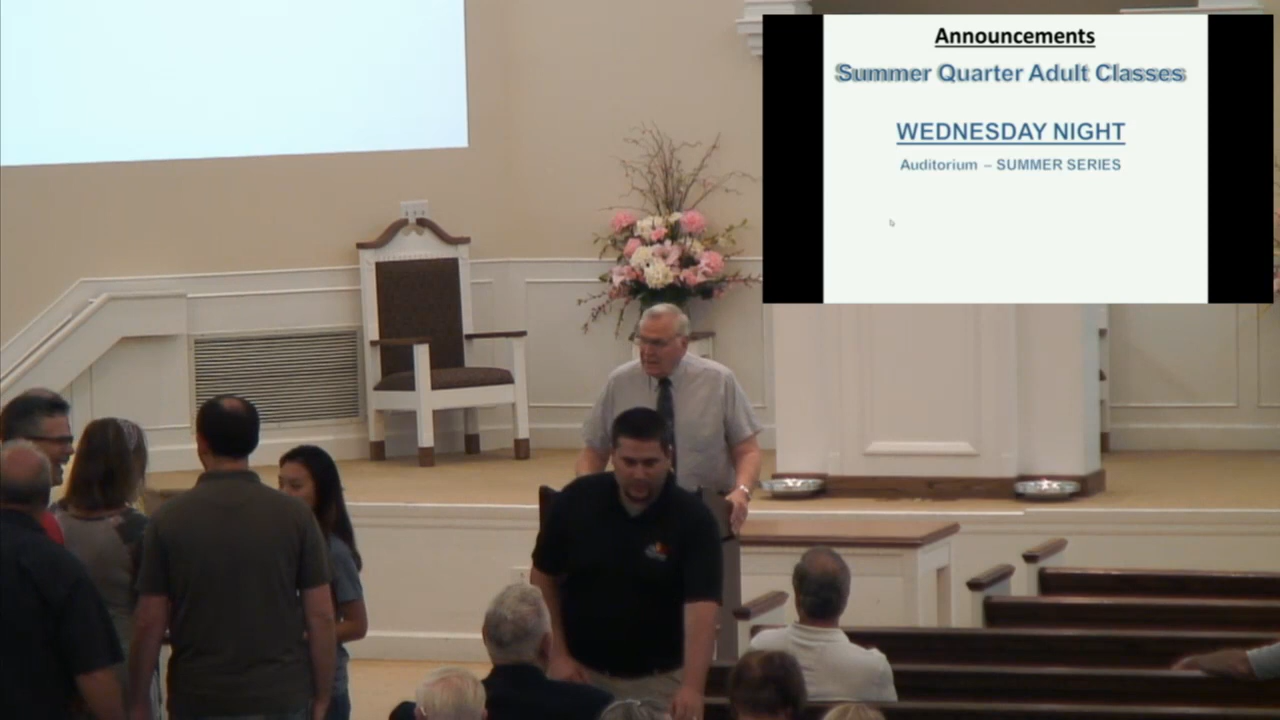 Announcements
Summer Quarter Adult Classes
WEDNESDAY NIGHT
Auditorium – SUMMER SERIES